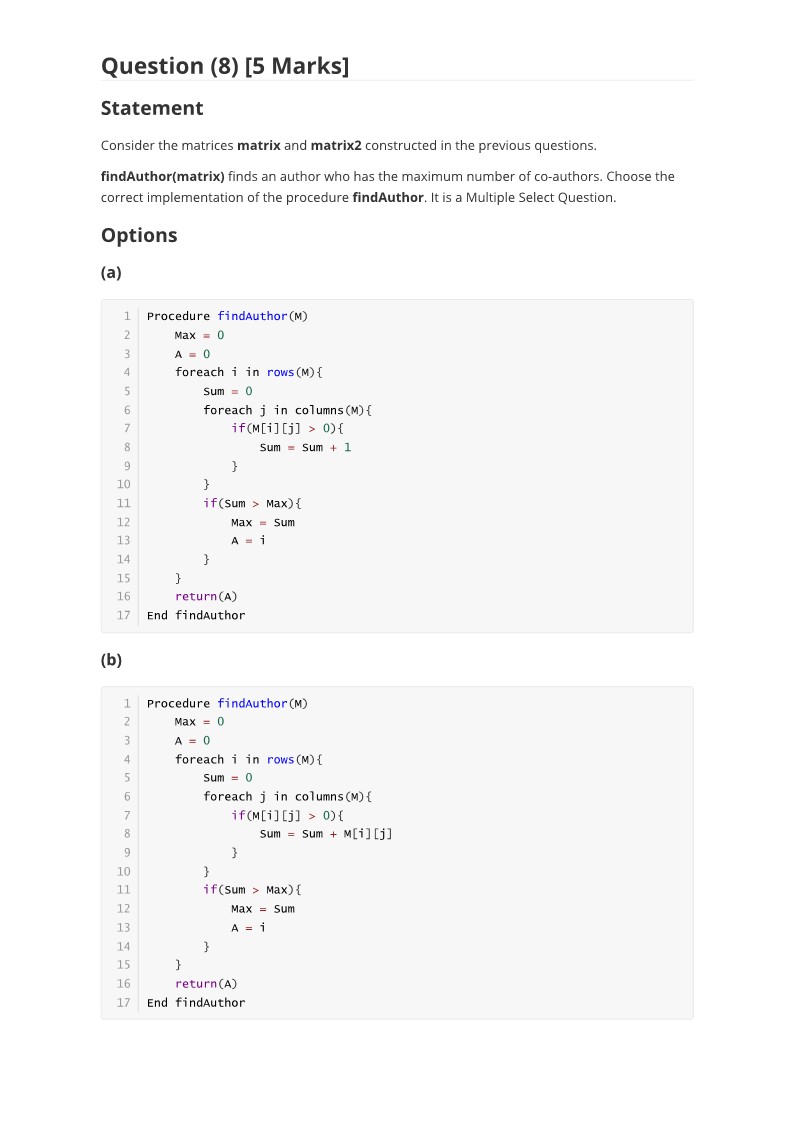 Question (8) [5 Marks]
Statement
Consider the matrices matrix and matrix2 constructed in the previous questions.
findAuthor(matrix) finds an author who has the maximum number of co-authors. Choose the
correct implementation of the procedure findAuthor. It is a Multiple Select Question.
Options
(a)
1 Procedure findAuthor(M)
2 Max = 0
3 A = 0
4 foreach i in rows(M){
5 Sum = 0
6 foreach j in columns(M){
7 if(M[i][j] > 0){
8 Sum = Sum + 1
9 }
10 }
11 if(Sum > Max){
12 Max = Sum
13 A = i
14 }
15 }
16 return(A)
17 End findAuthor
(b)
1 Procedure findAuthor(M)
2 Max = 0
3 A = 0
4 foreach i in rows(M){
5 Sum = 0
6 foreach j in columns(M){
7 if(M[i][j] > 0){
8 Sum = Sum + M[i][j]
9 }
10 }
11 if(Sum > Max){
12 Max = Sum
13 A = i
14 }
15 }
16 return(A)
17 End findAuthor